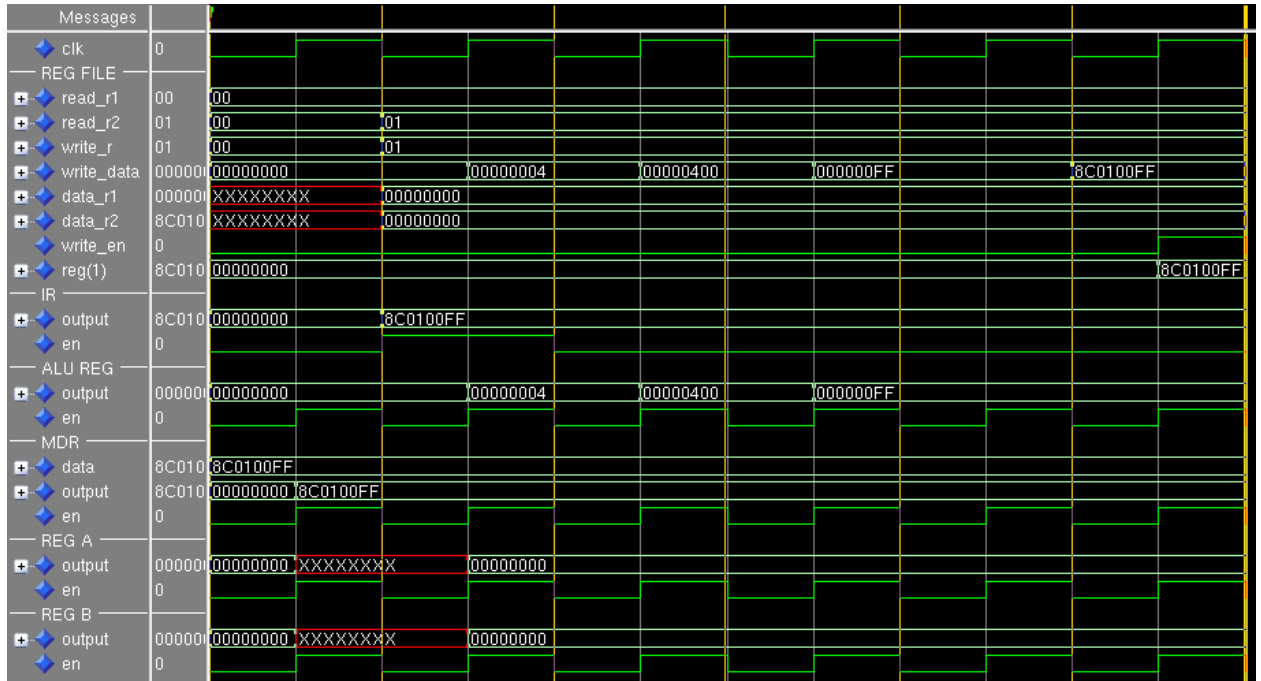 Messages
clk 0
REG FILE
read_r1 00 00
read_r2 01 00 01
write_r 01 00 01
write_data 00000 00000000 00000004 00000400 000000FF 8C0100FF
data_r1 00000 XXXXXXXX 00000000
data_r2 8C010 XXXXXXXX 00000000
write_en 0
reg(1) 8C010 00000000 8C0100FF
IR
output 8C010 00000000 8C0100FF
en 0
ALU REG
output 00000 00000000 00000004 00000400 000000FF
en 0
MDR
data 8C010 8C0100FF
output 8C010 00000000 8C0100FF
en 0
REG A
output 00000 00000000 XXXXXXXX 00000000
en 0
REG B
output 00000 00000000 XXXXXXXX 00000000
en 0